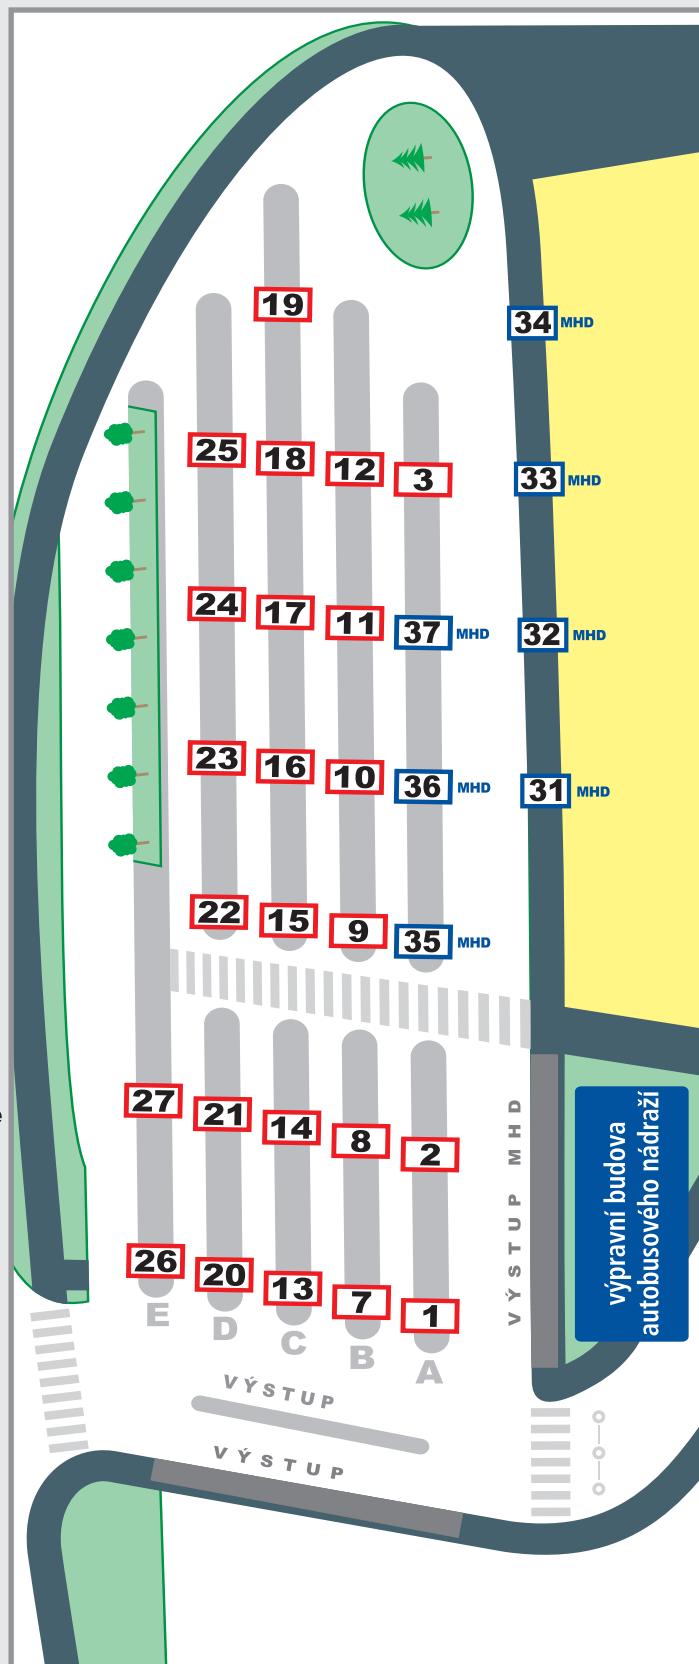 19
34 MHD
25
18
12
3
33 MHD
24
17
11
37 MHD
32 MHD
23
16
10
36 MHD
31 MHD
22
15
9
35 MHD
27
21
14
8
2
VÝSTUP MHD
výpravní budova
autobusového nádraží
26
20
13
7
1
E
D
C
B
A
VÝSTUP
VÝSTUP